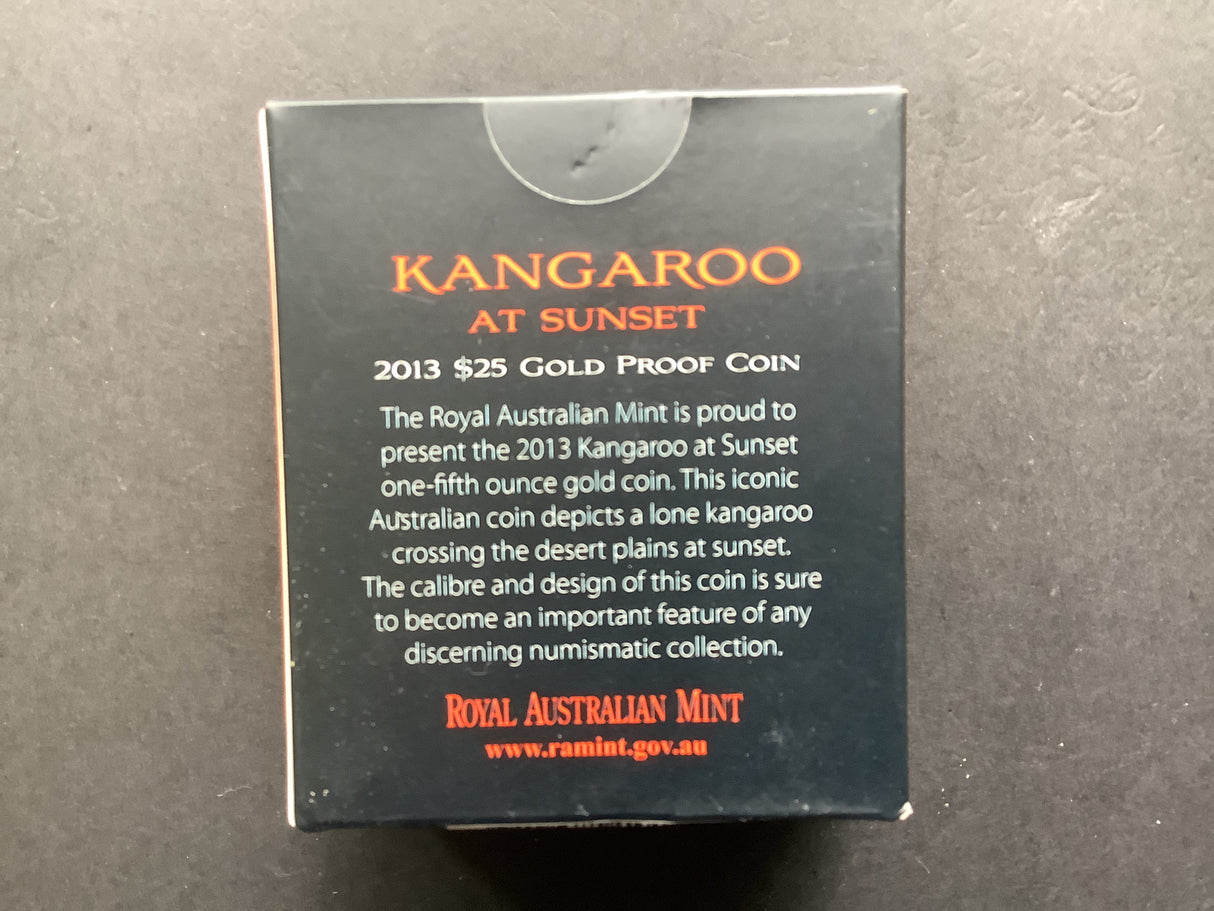 KANGAROO
AT SUNSET
2013 $25 GOLD PROOF COIN
The Royal Australian Mint is proud to
present the 2013 Kangaroo at Sunset
one-fifth ounce gold coin. This iconic
Australian coin depicts a lone kangaroo
crossing the desert plains at sunset.
The calibre and design of this coin is sure
to become an important feature of any
discerning numismatic collection.
ROYAL AUSTRALIAN MINT
www.ramint.gov.au